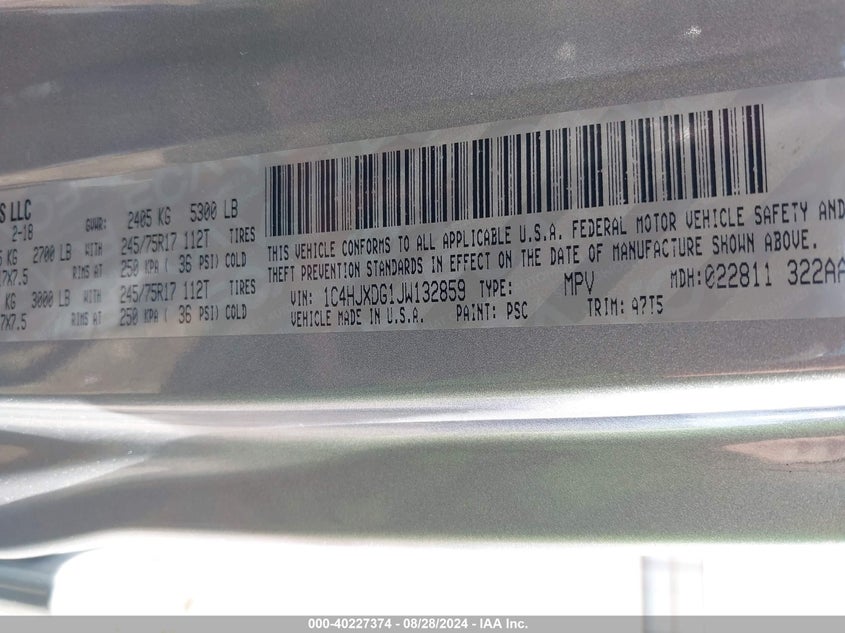 S LLC
2-18
GVWR: 2405 KG 5300 LB
KG 2700 LB WITH 245/75R17 112T TIRES
7X7.5 RIMS AT 250 KPA ( 36 PSI) COLD
KG 3000 LB WITH 245/75R17 112T TIRES
7X7.5 RIMS AT 250 KPA ( 36 PSI) COLD
THIS VEHICLE CONFORMS TO ALL APPLICABLE U.S.A. FEDERAL MOTOR VEHICLE SAFETY AND
THEFT PREVENTION STANDARDS IN EFFECT ON THE DATE OF MANUFACTURE SHOWN ABOVE.
VIN: 1C4HJXDG1JW132859 TYPE: MPV MDH:022811 322AA
VEHICLE MADE IN U.S.A. PAINT: PSC TRIM: A7T5
000-40227374 - 08/28/2024 - IAA Inc.